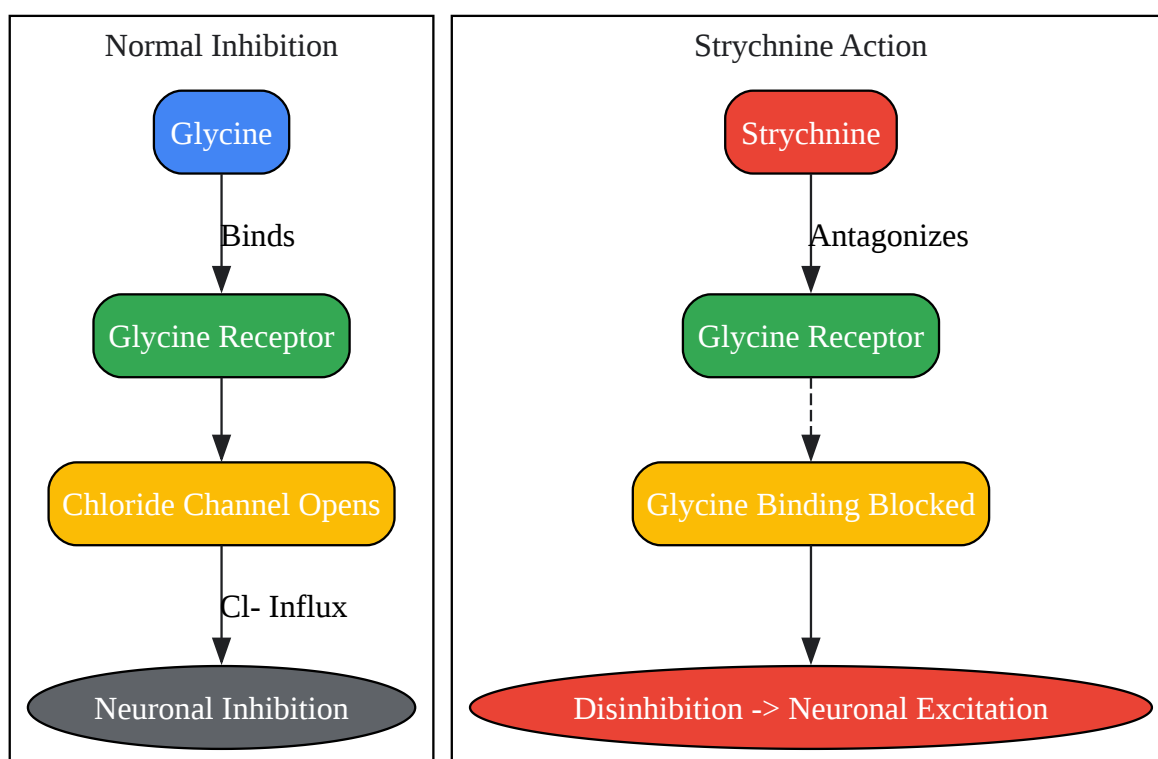 Normal Inhibition
Glycine
Binds
Glycine Receptor
Chloride Channel Opens
Cl- Influx
Neuronal Inhibition
Strychnine Action
Strychnine
Antagonizes
Glycine Receptor
Glycine Binding Blocked
Disinhibition -> Neuronal Excitation